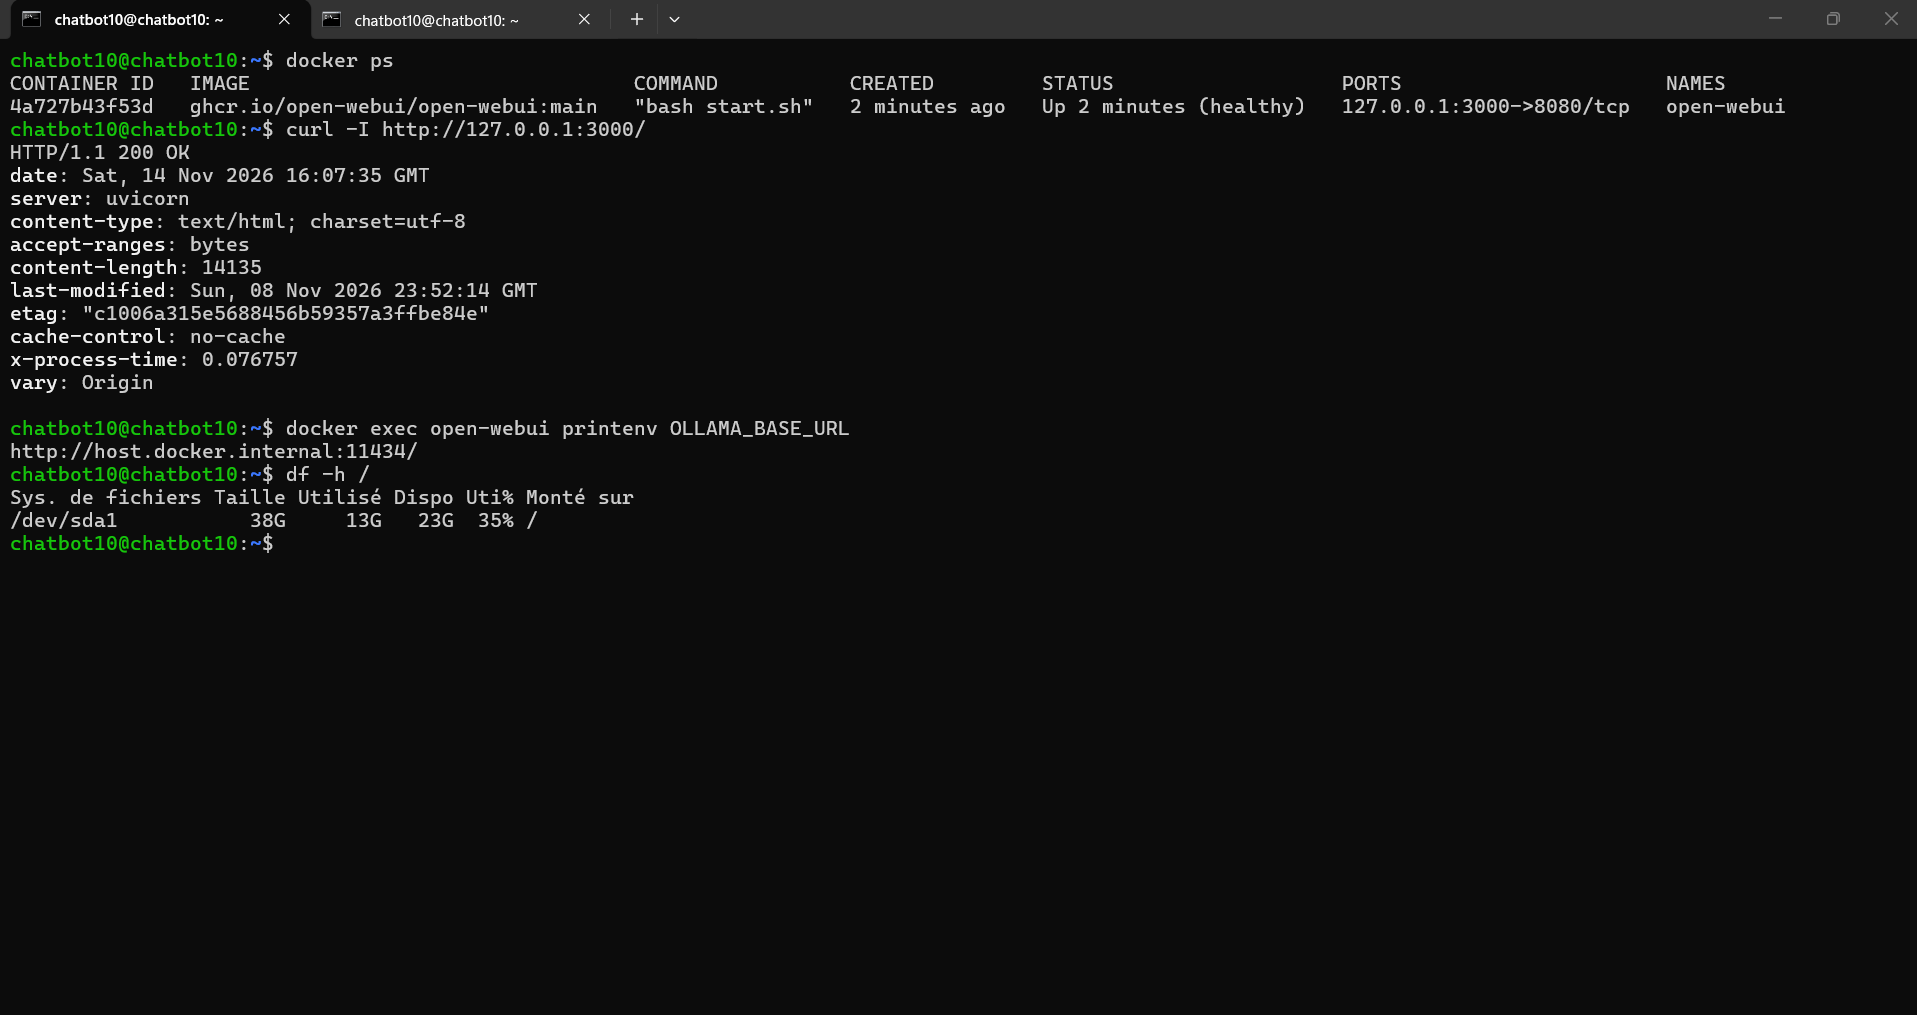 chatbot10@chatbot10: ~ chatbot10@chatbot10: ~
chatbot10@chatbot10:~$ docker ps
CONTAINER ID   IMAGE                                COMMAND           CREATED         STATUS                   PORTS                      NAMES
4a727b43f53d   ghcr.io/open-webui/open-webui:main   "bash start.sh"   2 minutes ago   Up 2 minutes (healthy)   127.0.0.1:3000->8080/tcp   open-webui
chatbot10@chatbot10:~$ curl -I http://127.0.0.1:3000/
HTTP/1.1 200 OK
date: Sat, 14 Nov 2026 16:07:35 GMT
server: uvicorn
content-type: text/html; charset=utf-8
accept-ranges: bytes
content-length: 14135
last-modified: Sun, 08 Nov 2026 23:52:14 GMT
etag: "c1006a315e5688456b59357a3ffbe84e"
cache-control: no-cache
x-process-time: 0.076757
vary: Origin
chatbot10@chatbot10:~$ docker exec open-webui printenv OLLAMA_BASE_URL
http://host.docker.internal:11434/
chatbot10@chatbot10:~$ df -h /
Sys. de fichiers Taille Utilisé Dispo Uti% Monté sur
/dev/sda1           38G     13G   23G  35% /
chatbot10@chatbot10:~$